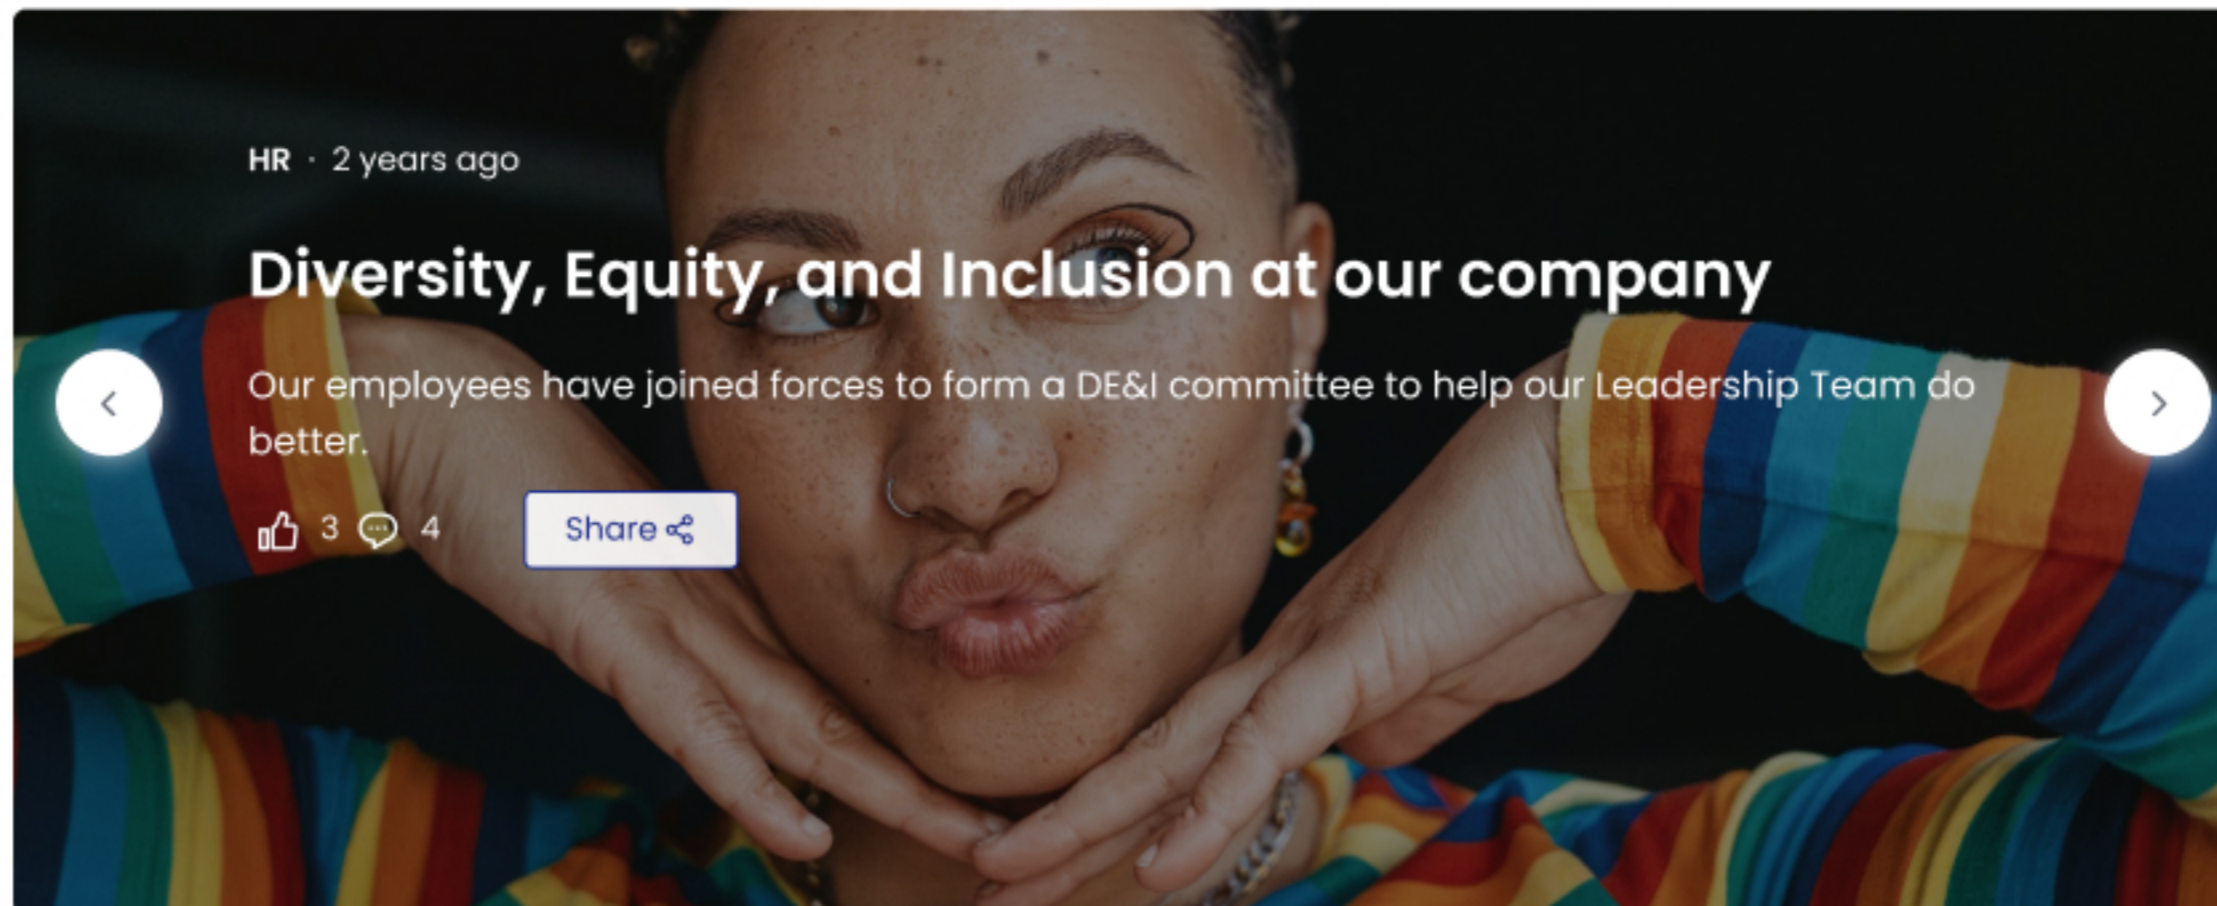 HR · 2 years ago
Diversity, Equity, and Inclusion at our company
Our employees have joined forces to form a DE&I committee to help our Leadership Team do
better.
3 4 Share